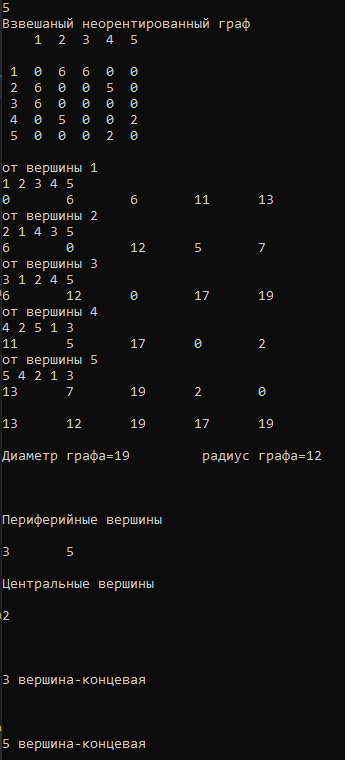 5
Взвешаный неорентированный граф
1 2 3 4 5
1 0 6 6 0 0
2 6 0 0 5 0
3 6 0 0 0 0
4 0 5 0 0 2
5 0 0 0 2 0
от вершины 1
1 2 3 4 5
0 6 6 11 13
от вершины 2
2 1 4 3 5
6 0 12 5 7
от вершины 3
3 1 2 4 5
6 12 0 17 19
от вершины 4
4 2 5 1 3
11 5 17 0 2
от вершины 5
5 4 2 1 3
13 7 19 2 0
13 12 19 17 19
Диаметр графа=19 радиус графа=12
Периферийные вершины
3 5
Центральные вершины
2
3 вершина-концевая
5 вершина-концевая